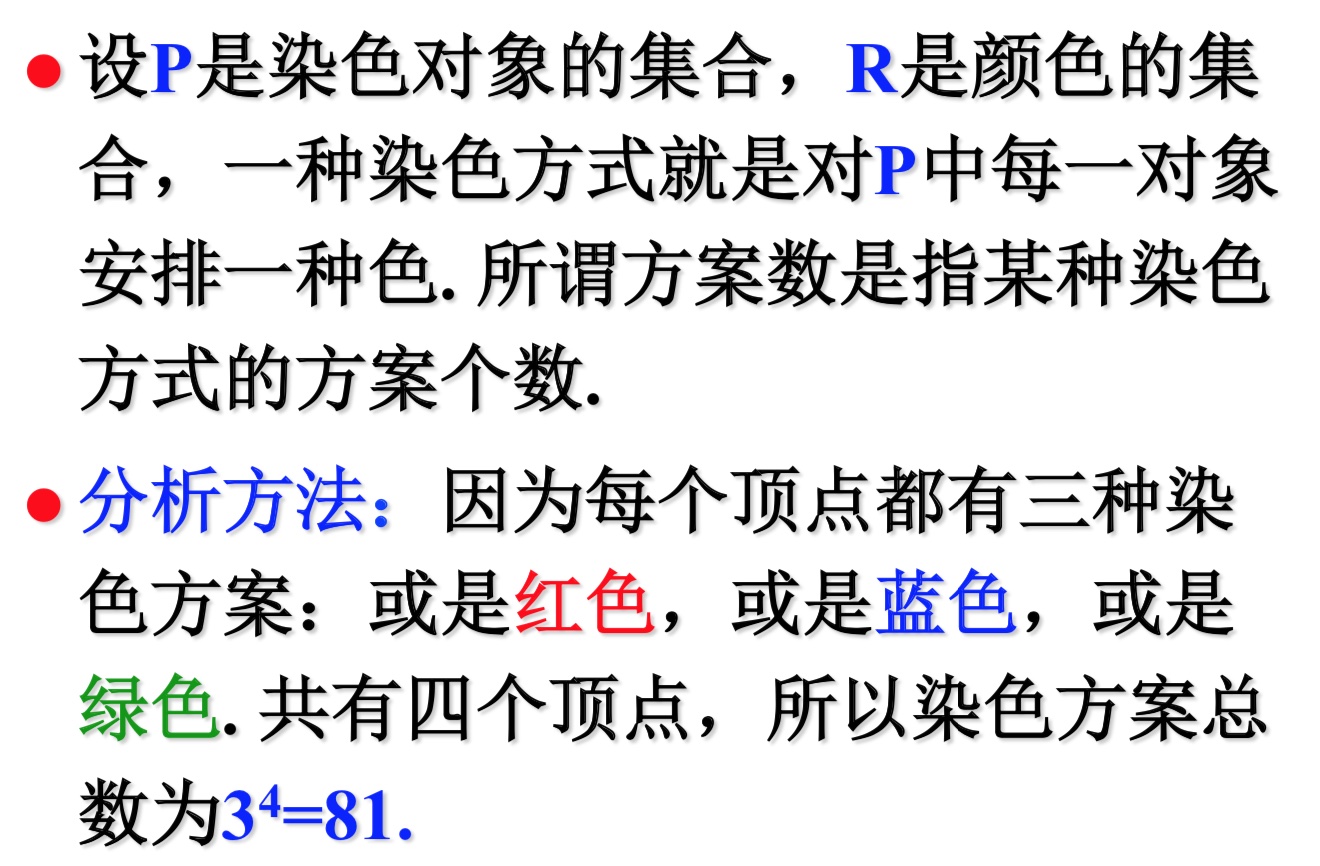 ● 设P是染色对象的集合，R是颜色的集
合，一种染色方式就是对P中每一对象
安排一种色. 所谓方案数是指某种染色
方式的方案个数.
● 分析方法：因为每个顶点都有三种染
色方案：或是红色，或是蓝色，或是
绿色. 共有四个顶点，所以染色方案总
数为3⁴=81.